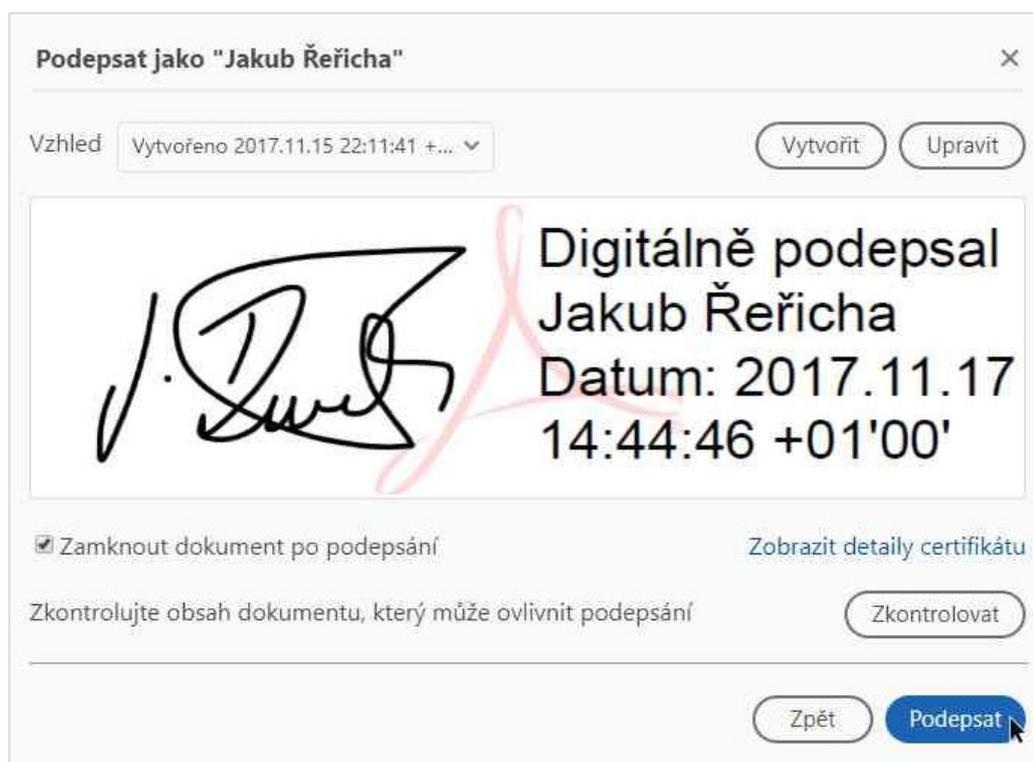 Podepsat jako "Jakub Řeřicha"
Vzhled Vytvořeno 2017.11.15 22:11:41 +... Vytvořit Upravit
Digitálně podepsal
Jakub Řeřicha
Datum: 2017.11.17
14:44:46 +01'00'
Zamknout dokument po podepsání Zobrazit detaily certifikátu
Zkontrolujte obsah dokumentu, který může ovlivnit podepsání Zkontrolovat
Zpět Podepsat